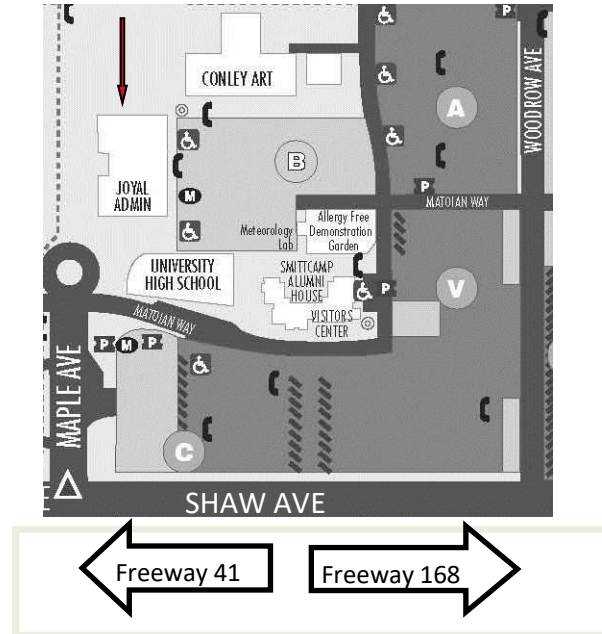 P
CONLEY ART
WOODROW AVE
A
B
JOYAL
ADMIN
M
P
MATOIAN WAY
Meteorology
Lab
Allergy Free
Demonstration
Garden
UNIVERSITY
HIGH SCHOOL
SMITTCAMP
ALUMNI
HOUSE
P
V
VISITORS
CENTER
MATOIAN WAY
P M P
MAPLE AVE
C
SHAW AVE
Freeway 41
Freeway 168